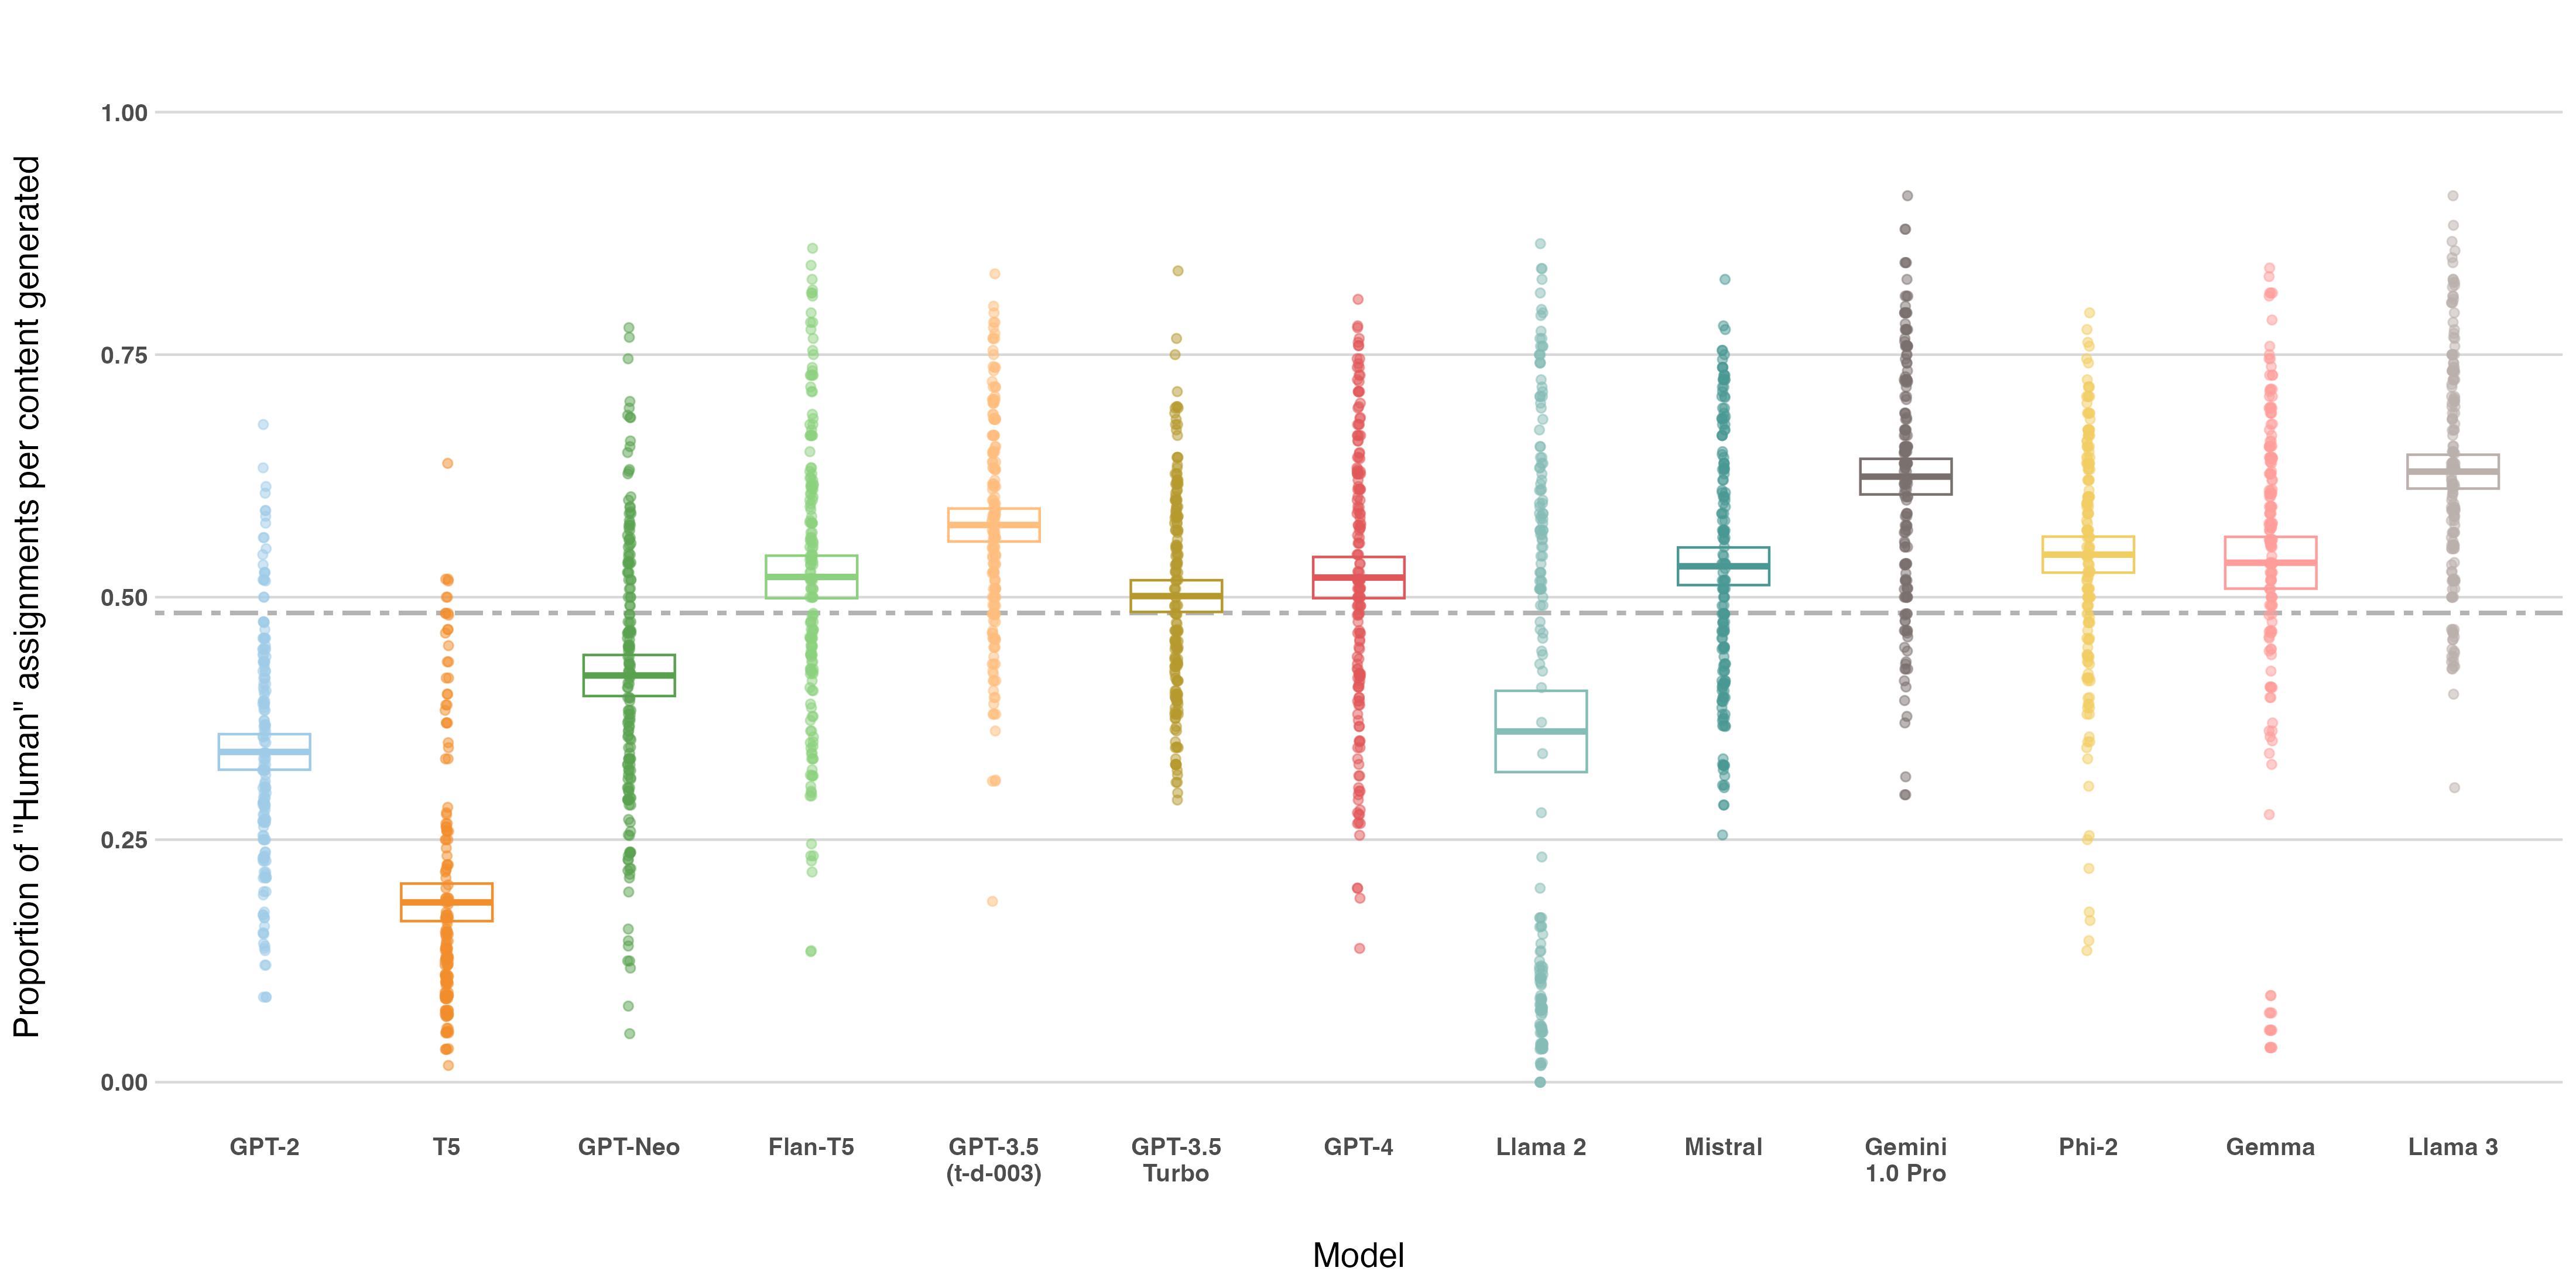 Proportion of "Human" assignments per content generated
1.00
0.75
0.50
0.25
0.00
GPT-2
T5
GPT-Neo
Flan-T5
GPT-3.5
(t-d-003)
GPT-3.5
Turbo
GPT-4
Llama 2
Mistral
Gemini
1.0 Pro
Phi-2
Gemma
Llama 3
Model